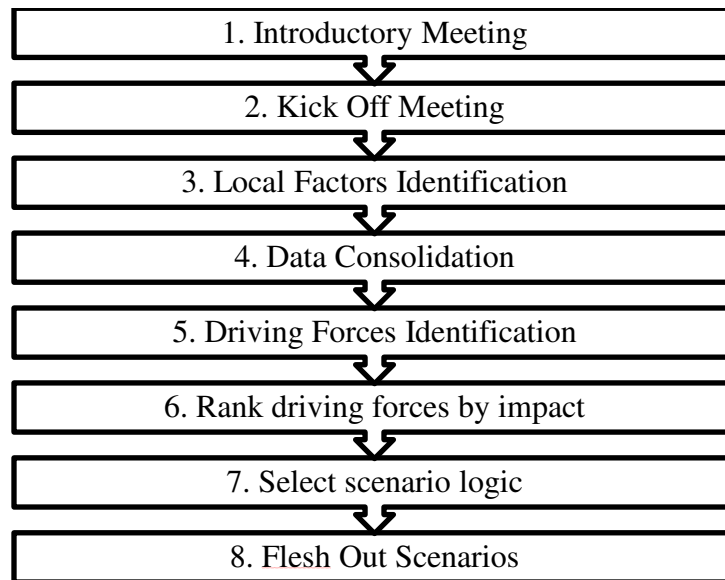 1. Introductory Meeting
2. Kick Off Meeting
3. Local Factors Identification
4. Data Consolidation
5. Driving Forces Identification
6. Rank driving forces by impact
7. Select scenario logic
8. Flesh Out Scenarios